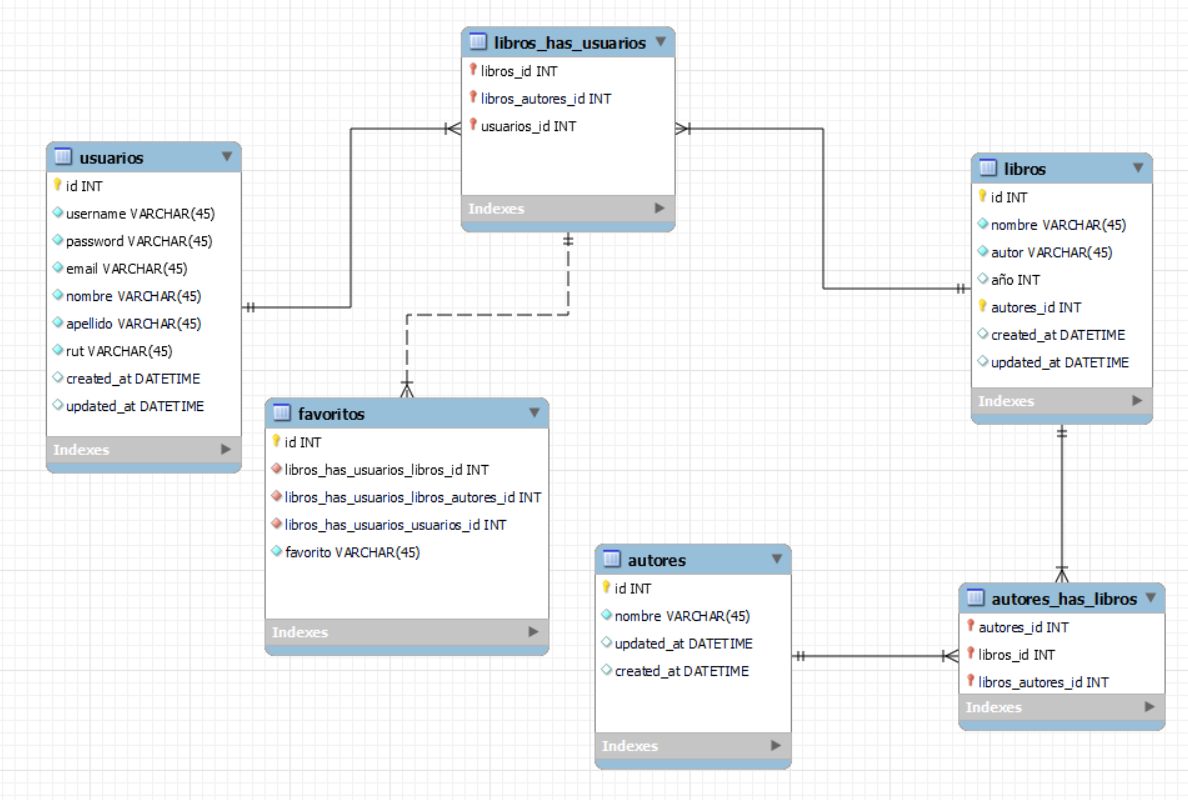 libros_has_usuarios
libros_id INT
libros_autores_id INT
usuarios_id INT
Indexes
usuarios
id INT
username VARCHAR(45)
password VARCHAR(45)
email VARCHAR(45)
nombre VARCHAR(45)
apellido VARCHAR(45)
rut VARCHAR(45)
created_at DATETIME
updated_at DATETIME
Indexes
libros
id INT
nombre VARCHAR(45)
autor VARCHAR(45)
año INT
autores_id INT
created_at DATETIME
updated_at DATETIME
Indexes
favoritos
id INT
libros_has_usuarios_libros_id INT
libros_has_usuarios_libros_autores_id INT
libros_has_usuarios_usuarios_id INT
favorito VARCHAR(45)
Indexes
autores
id INT
nombre VARCHAR(45)
updated_at DATETIME
created_at DATETIME
Indexes
autores_has_libros
autores_id INT
libros_id INT
libros_autores_id INT
Indexes